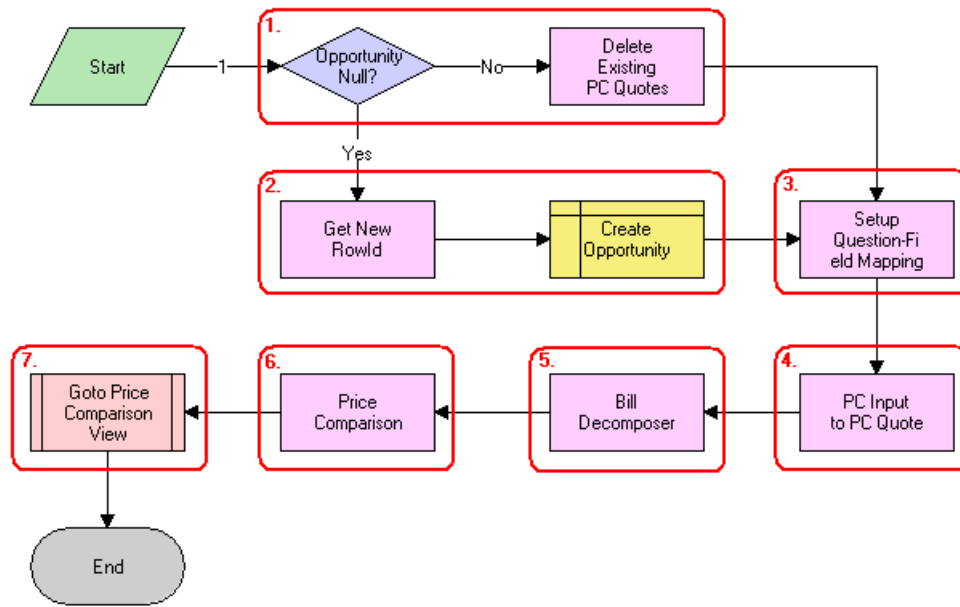 1.
Start
1
Opportunity
Null?
No
Delete
Existing
PC Quotes
Yes
2.
Get New
RowId
Create
Opportunity
3.
Setup
Question-Fi
eld Mapping
7.
Goto Price
Comparison
View
6.
Price
Comparison
5.
Bill
Decomposer
4.
PC Input
to PC Quote
End